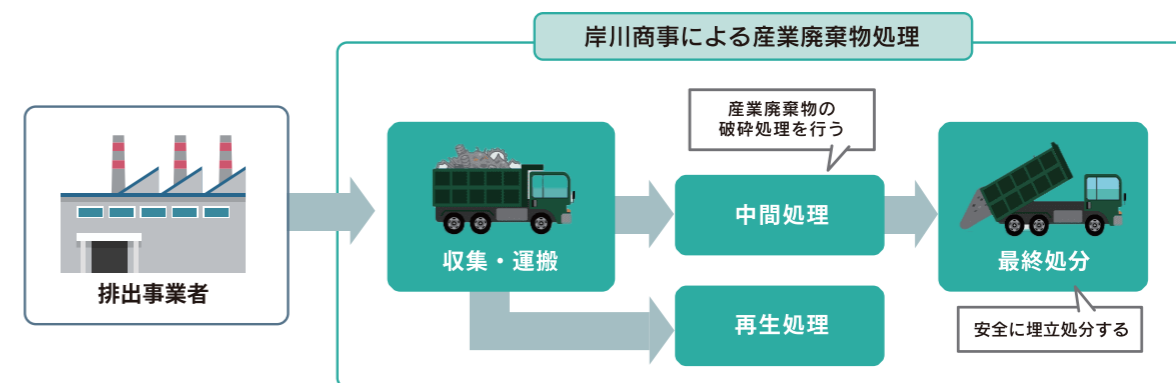 岸川商事による産業廃棄物処理
排出事業者
収集・運搬
産業廃棄物の
破砕処理を行う
中間処理
再生処理
最終処分
安全に埋立処分する